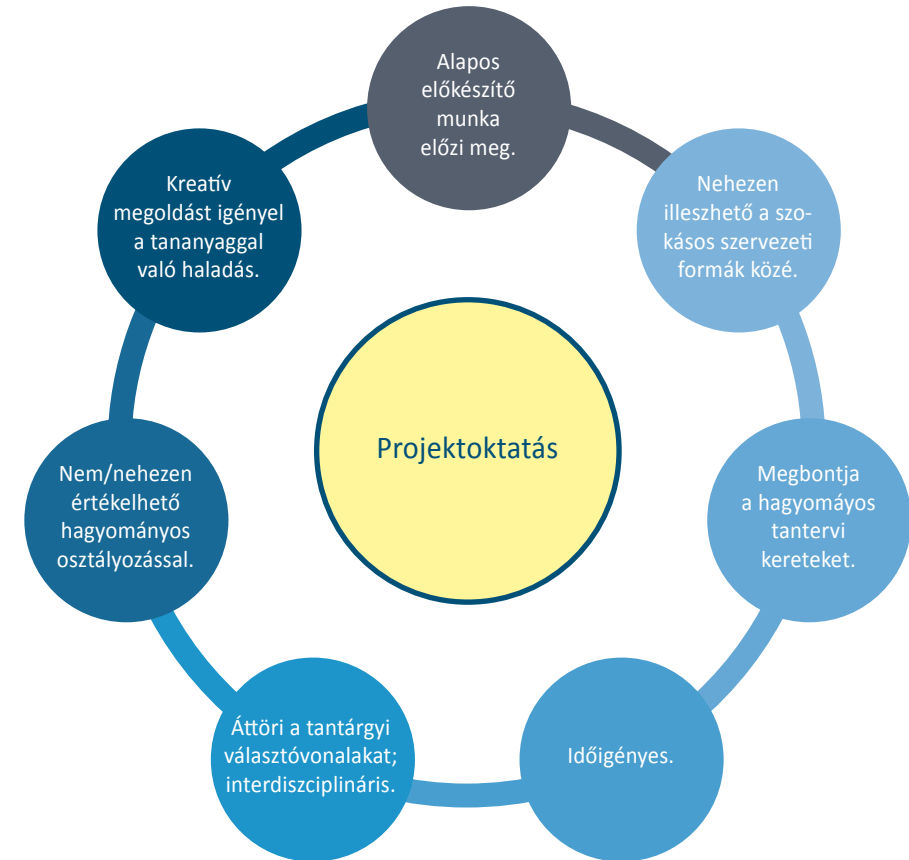 Alapos
előkészítő
munka
előzi meg.
Nehezen
illeszhető a szo-
kásos szervezeti
formák közé.
Megbontja
a hagyomáyos
tantervi
kereteket.
Időigényes.
Áttöri a tantárgyi
választóvonalakat;
interdiszciplináris.
Nem/nehezen
értékelhető
hagyományos
osztályozással.
Kreatív
megoldást igényel
a tananyaggal
való haladás.
Projektoktatás